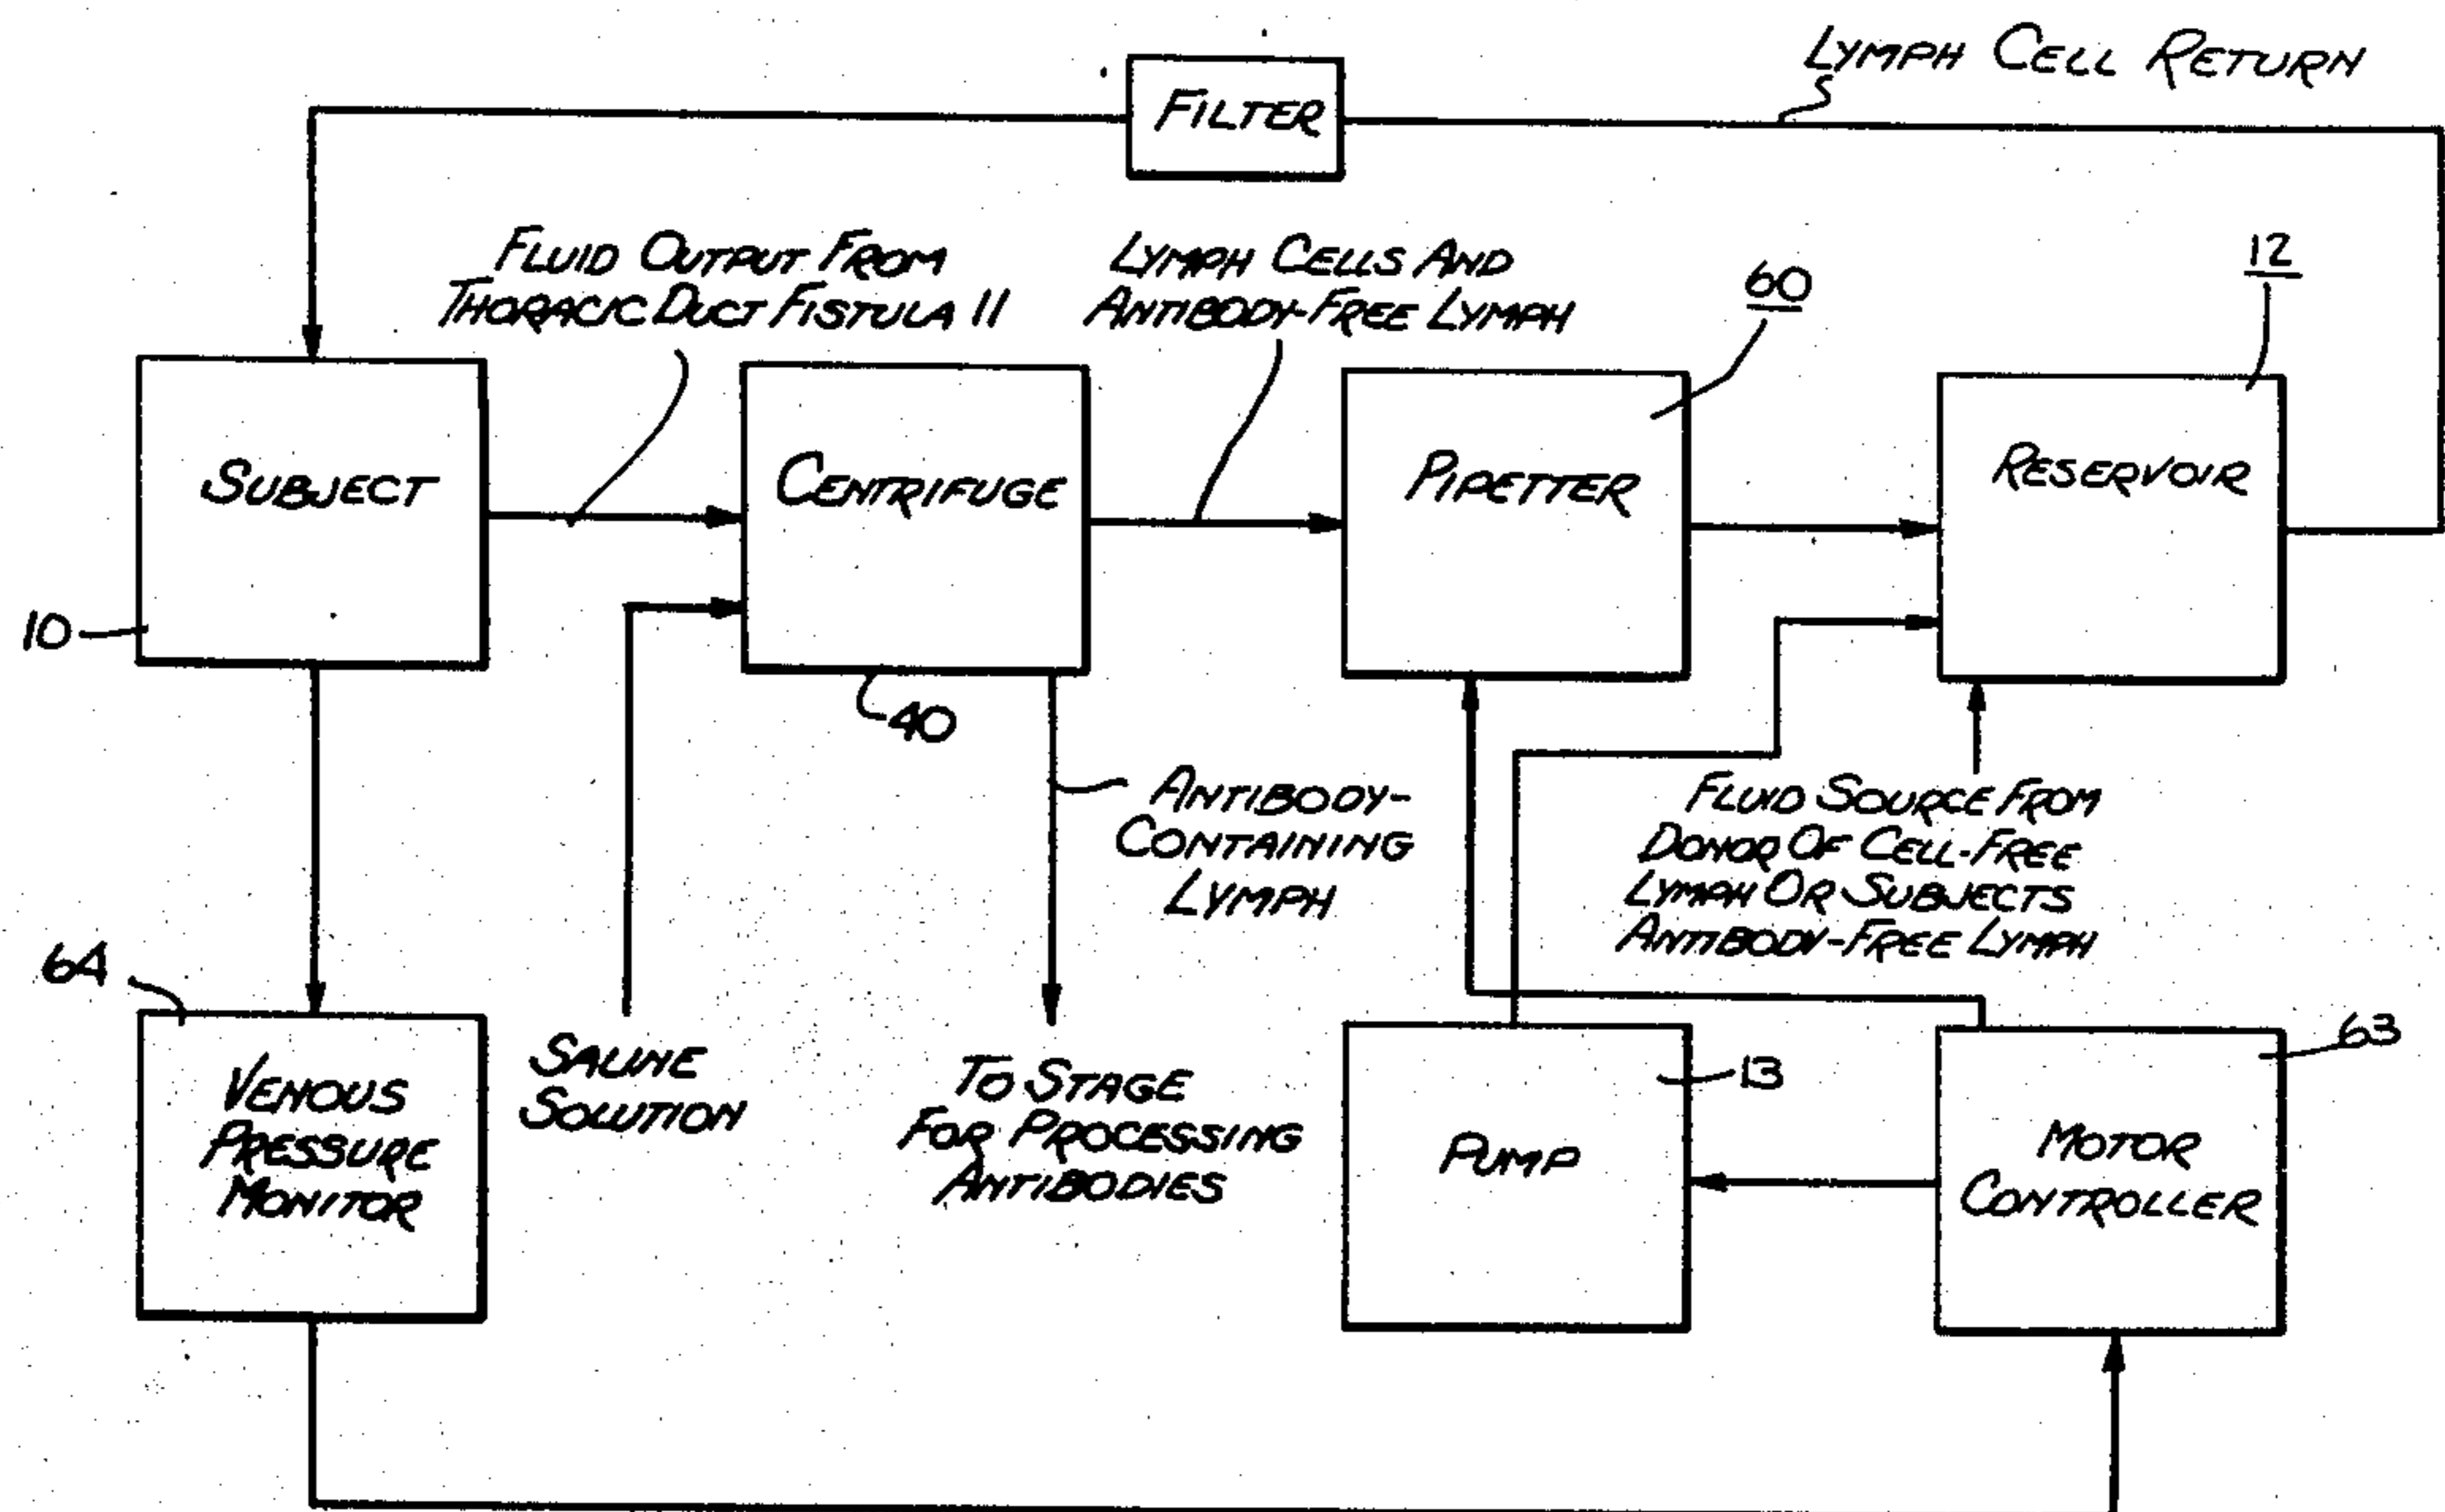 LYMPH CELL RETURN
FILTER
FLUID OUTPUT FROM
THORACIC DUCT FISTULA 11
LYMPH CELLS AND
ANTIBODY-FREE LYMPH
60
12
SUBJECT
CENTRIFUGE
PIPETTER
RESERVOIR
10
40
ANTIBODY-
CONTAINING
LYMPH
FLUID SOURCE FROM
DONOR OF CELL-FREE
LYMPH OR SUBJECTS
ANTIBODY-FREE LYMPH
64
VENOUS
PRESSURE
MONITOR
SALINE
SOLUTION
TO STAGE
FOR PROCESSING
ANTIBODIES
13
PUMP
63
MOTOR
CONTROLLER